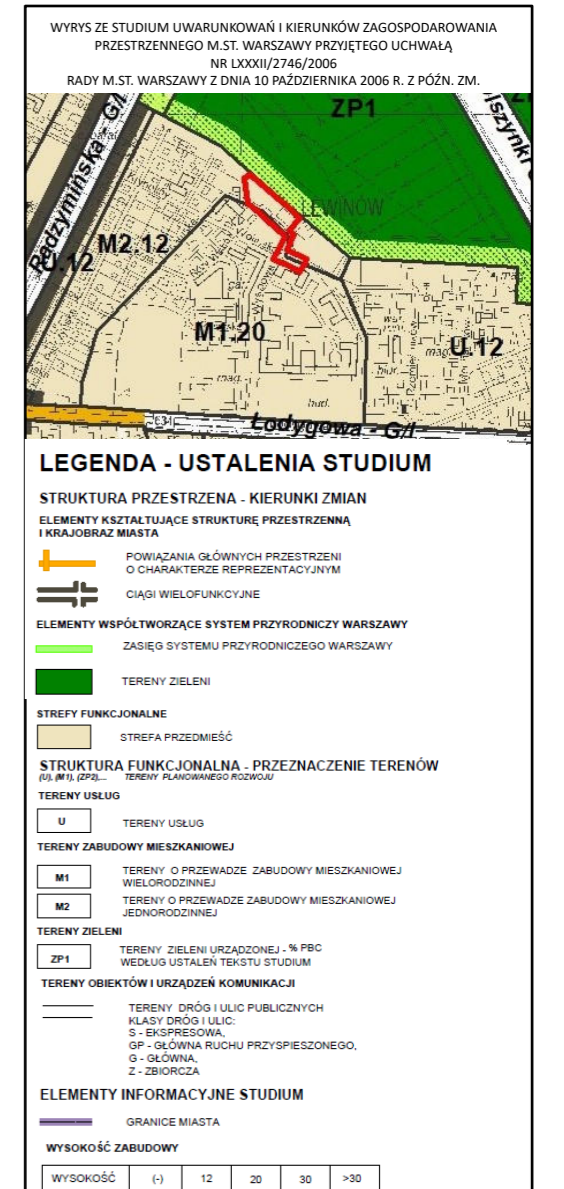 WYRYS ZE STUDIUM UWARUNKOWAŃ I KIERUNKÓW ZAGOSPODAROWANIA
PRZESTRZENNEGO M.ST. WARSZAWY PRZYJĘTEGO UCHWAŁĄ
NR LXXXII/2746/2006
RADY M.ST. WARSZAWY Z DNIA 10 PAŹDZIERNIKA 2006 R. Z PÓŹN. ZM.
ZP1
Radzymińska - G/I
LEWINÓW
M2.12
U.12
M1.20
U.12
mag.
hud.
Łodygowa - G/I
LEGENDA - USTALENIA STUDIUM
STRUKTURA PRZESTRZENA - KIERUNKI ZMIAN
ELEMENTY KSZTAŁTUJĄCE STRUKTURĘ PRZESTRZENNĄ
I KRAJOBRAZ MIASTA
POWIĄZANIA GŁÓWNYCH PRZESTRZENI
O CHARAKTERZE REPREZENTACYJNYM
CIĄGI WIELOFUNKCYJNE
ELEMENTY WSPÓŁTWORZĄCE SYSTEM PRZYRODNICZY WARSZAWY
ZASIĘG SYSTEMU PRZYRODNICZEGO WARSZAWY
TERENY ZIELENI
STREFY FUNKCJONALNE
STREFA PRZEDMIEŚĆ
STRUKTURA FUNKCJONALNA - PRZEZNACZENIE TERENÓW
(U), (M1), (ZP2),... TERENY PLANOWANEGO ROZWOJU
TERENY USŁUG
U TERENY USŁUG
TERENY ZABUDOWY MIESZKANIOWEJ
M1 TERENY O PRZEWADZE ZABUDOWY MIESZKANIOWEJ
WIELORODZINNEJ
M2 TERENY O PRZEWADZE ZABUDOWY MIESZKANIOWEJ
JEDNORODZINNEJ
TERENY ZIELENI
ZP1 TERENY ZIELENI URZĄDZONEJ - % PBC
WEDŁUG USTALEŃ TEKSTU STUDIUM
TERENY OBIEKTÓW I URZĄDZEŃ KOMUNIKACJI
TERENY DRÓG I ULIC PUBLICZNYCH
KLASY DRÓG I ULIC:
S - EKSPRESOWA,
GP - GŁÓWNA RUCHU PRZYSPIESZONEGO,
G - GŁÓWNA,
Z - ZBIORCZA
ELEMENTY INFORMACYJNE STUDIUM
GRANICE MIASTA
WYSOKOŚĆ ZABUDOWY
WYSOKOŚĆ (-) 12 20 30 >30